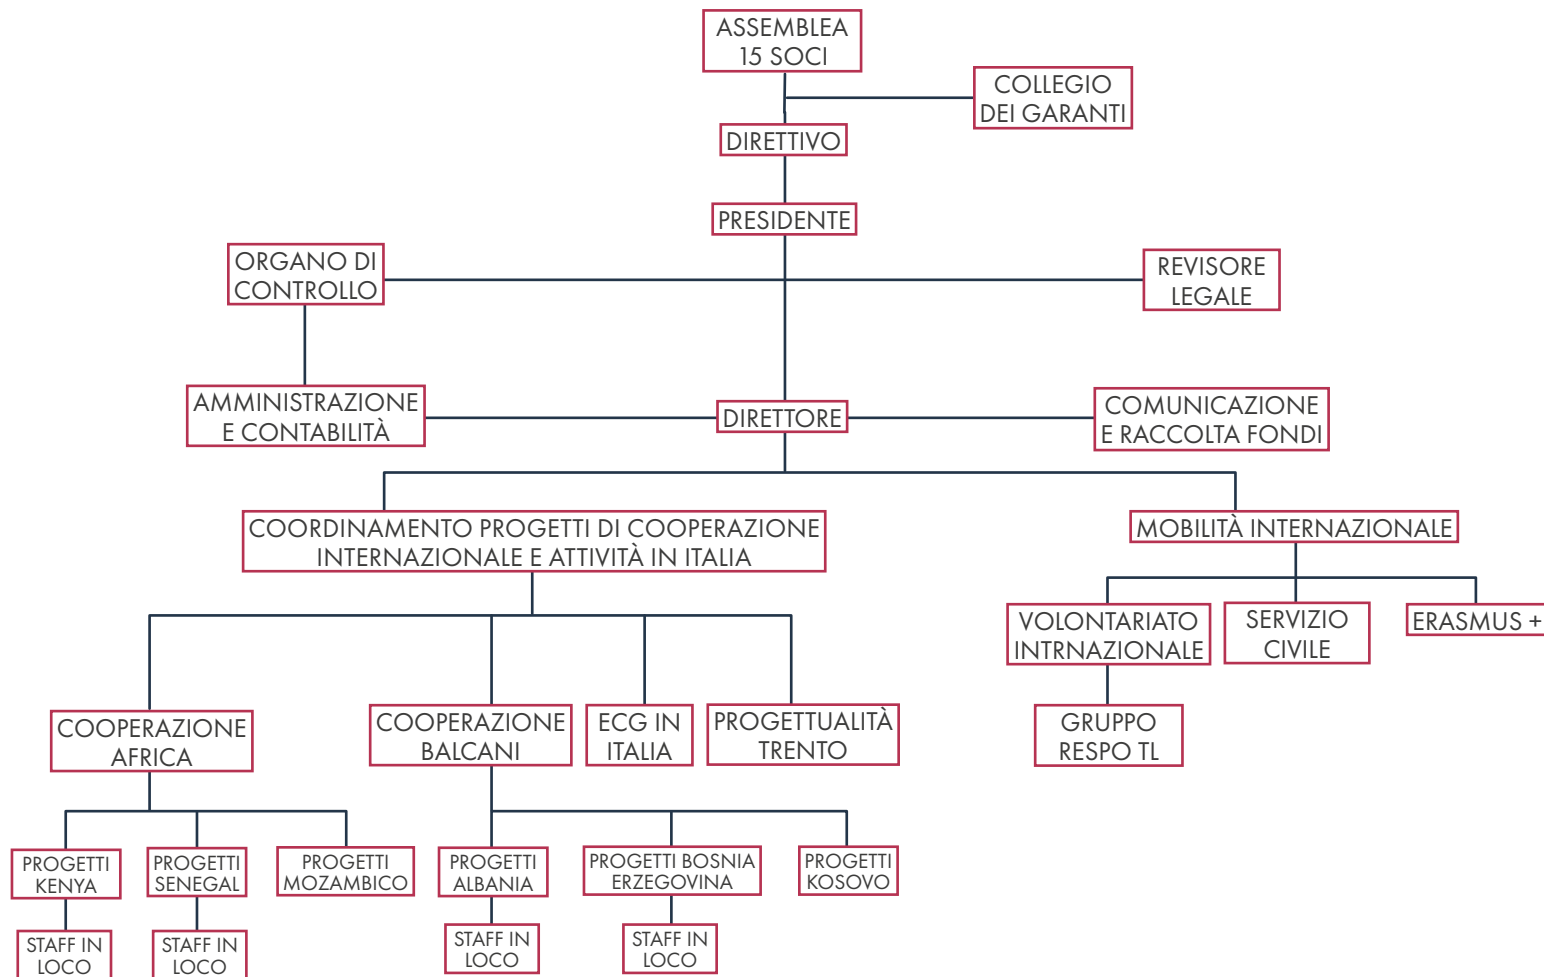 ASSEMBLEA
15 SOCI
COLLEGIO
DEI GARANTI
DIRETTIVO
PRESIDENTE
ORGANO DI
CONTROLLO
REVISORE
LEGALE
AMMINISTRAZIONE
E CONTABILITÀ
DIRETTORE
COMUNICAZIONE
E RACCOLTA FONDI
COORDINAMENTO PROGETTI DI COOPERAZIONE
INTERNAZIONALE E ATTIVITÀ IN ITALIA
MOBILITÀ INTERNAZIONALE
VOLONTARIATO
INTRNAZIONALE
SERVIZIO
CIVILE
ERASMUS +
COOPERAZIONE
AFRICA
COOPERAZIONE
BALCANI
ECG IN
ITALIA
PROGETTUALITÀ
TRENTO
GRUPPO
RESPO TL
PROGETTI
KENYA
PROGETTI
SENEGAL
PROGETTI
MOZAMBICO
PROGETTI
ALBANIA
PROGETTI BOSNIA
ERZEGOVINA
PROGETTI
KOSOVO
STAFF IN
LOCO
STAFF IN
LOCO
STAFF IN
LOCO
STAFF IN
LOCO